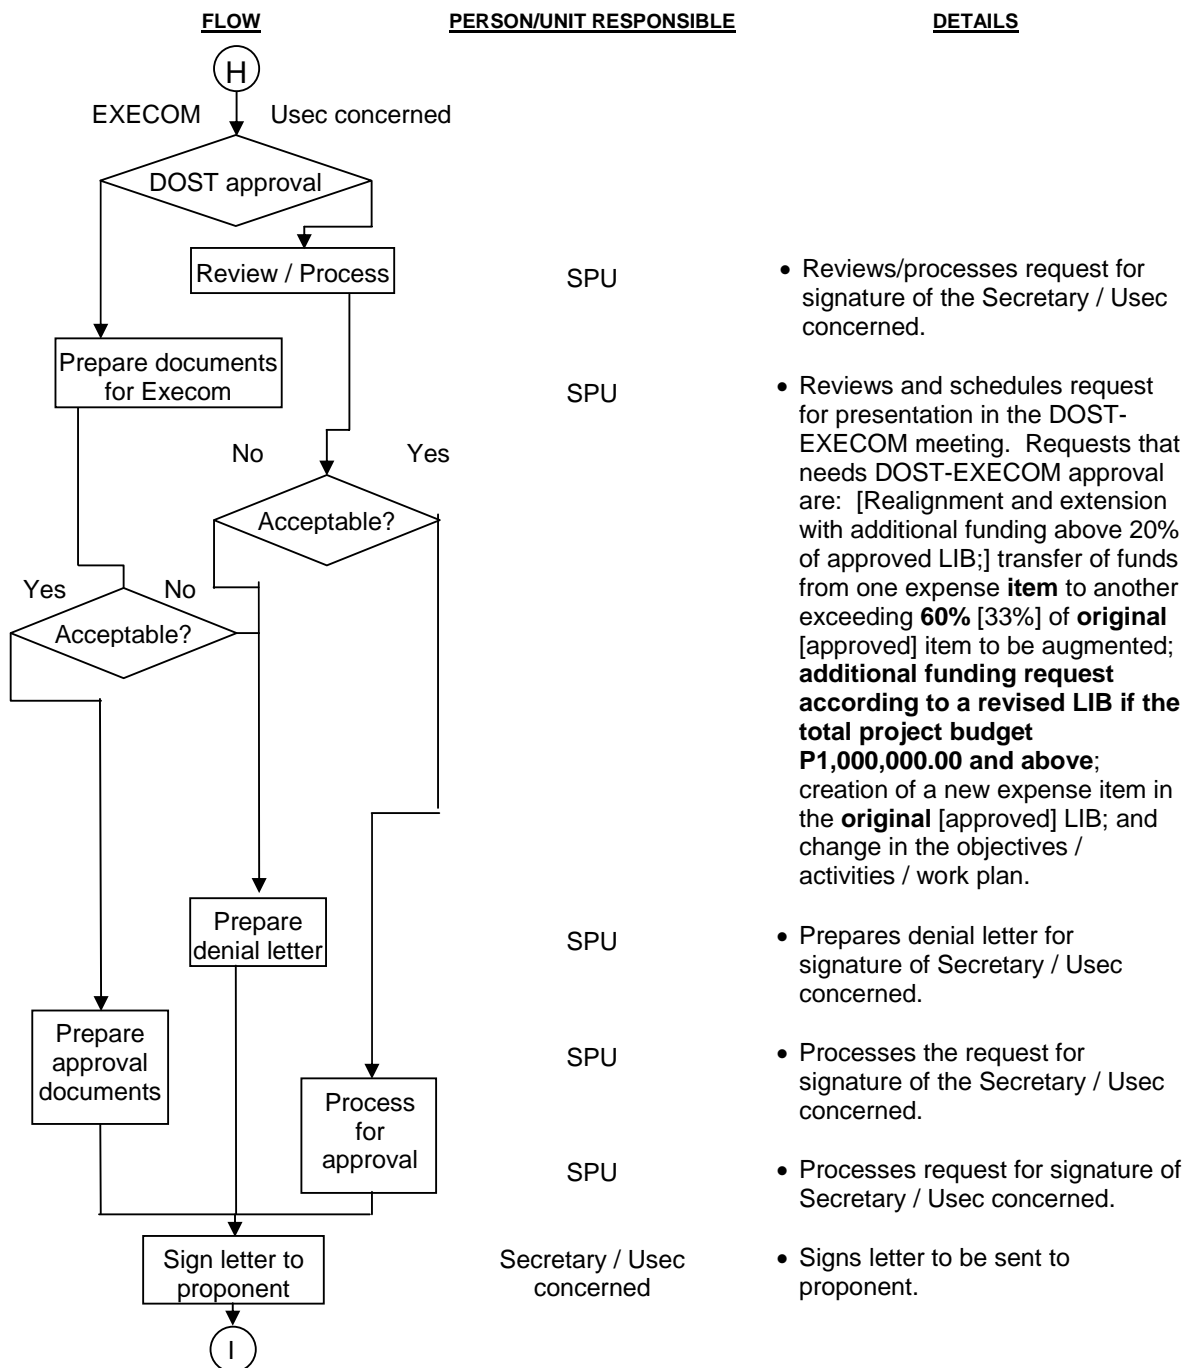 FLOW PERSON/UNIT RESPONSIBLE DETAILS
H
EXECOM Usec concerned
DOST approval
Review / Process
SPU
• Reviews/processes request for
signature of the Secretary / Usec
concerned.
Prepare documents
for Execom
SPU
• Reviews and schedules request
for presentation in the DOST-
EXECOM meeting. Requests that
needs DOST-EXECOM approval
are: [Realignment and extension
with additional funding above 20%
of approved LIB;] transfer of funds
from one expense item to another
exceeding 60% [33%] of original
[approved] item to be augmented;
additional funding request
according to a revised LIB if the
total project budget
P1,000,000.00 and above;
creation of a new expense item in
the original [approved] LIB; and
change in the objectives /
activities / work plan.
No Yes
Acceptable?
Yes No
Acceptable?
Prepare
denial letter
SPU
• Prepares denial letter for
signature of Secretary / Usec
concerned.
Prepare
approval
documents
SPU
• Processes the request for
signature of the Secretary / Usec
concerned.
Process
for
approval
SPU
• Processes request for signature of
Secretary / Usec concerned.
Sign letter to
proponent
Secretary / Usec
concerned
• Signs letter to be sent to
proponent.
I